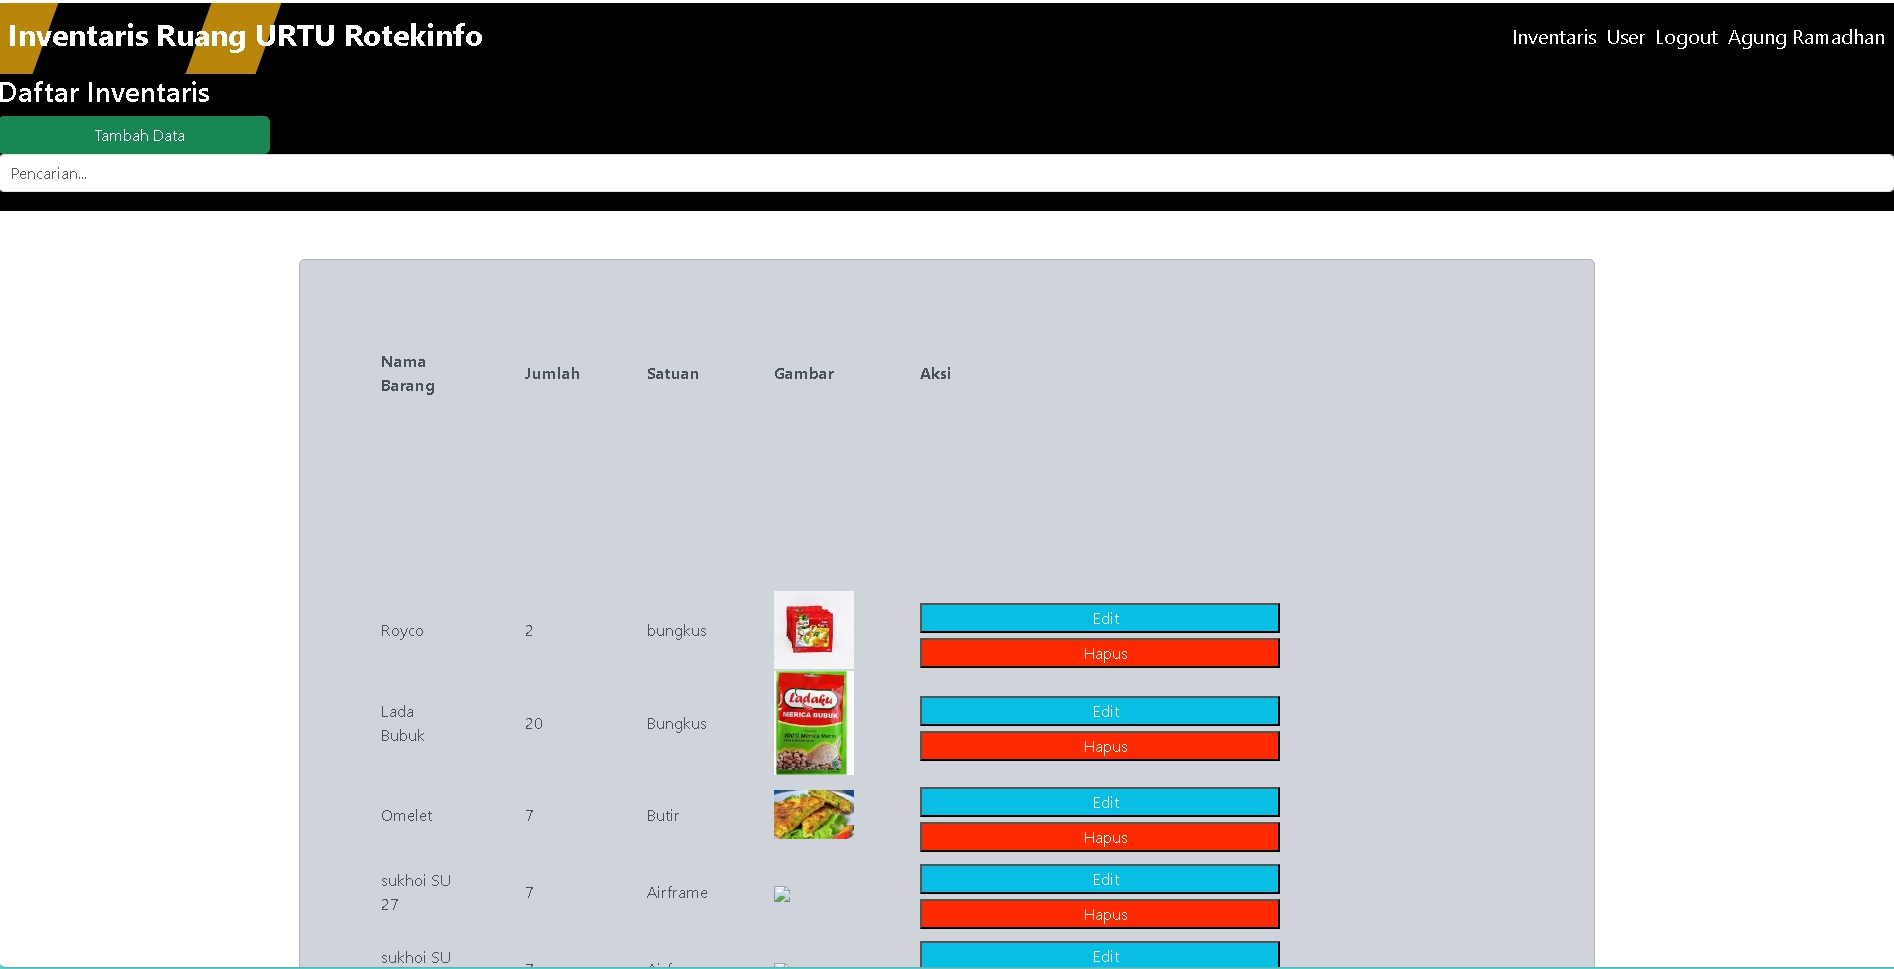 Inventaris Ruang URTU Rotekinfo
Inventaris User Logout Agung Ramadhan
Daftar Inventaris
Tambah Data
Pencarian...
Nama Barang Jumlah Satuan Gambar Aksi
Royco 2 bungkus Edit
Hapus
Ladaku
MERICA BUBUK
Lada Bubuk 20 Bungkus Edit
Hapus
Omelet 7 Butir Edit
Hapus
sukhoi SU 27 7 Airframe Edit
Hapus
sukhoi SU
Edit